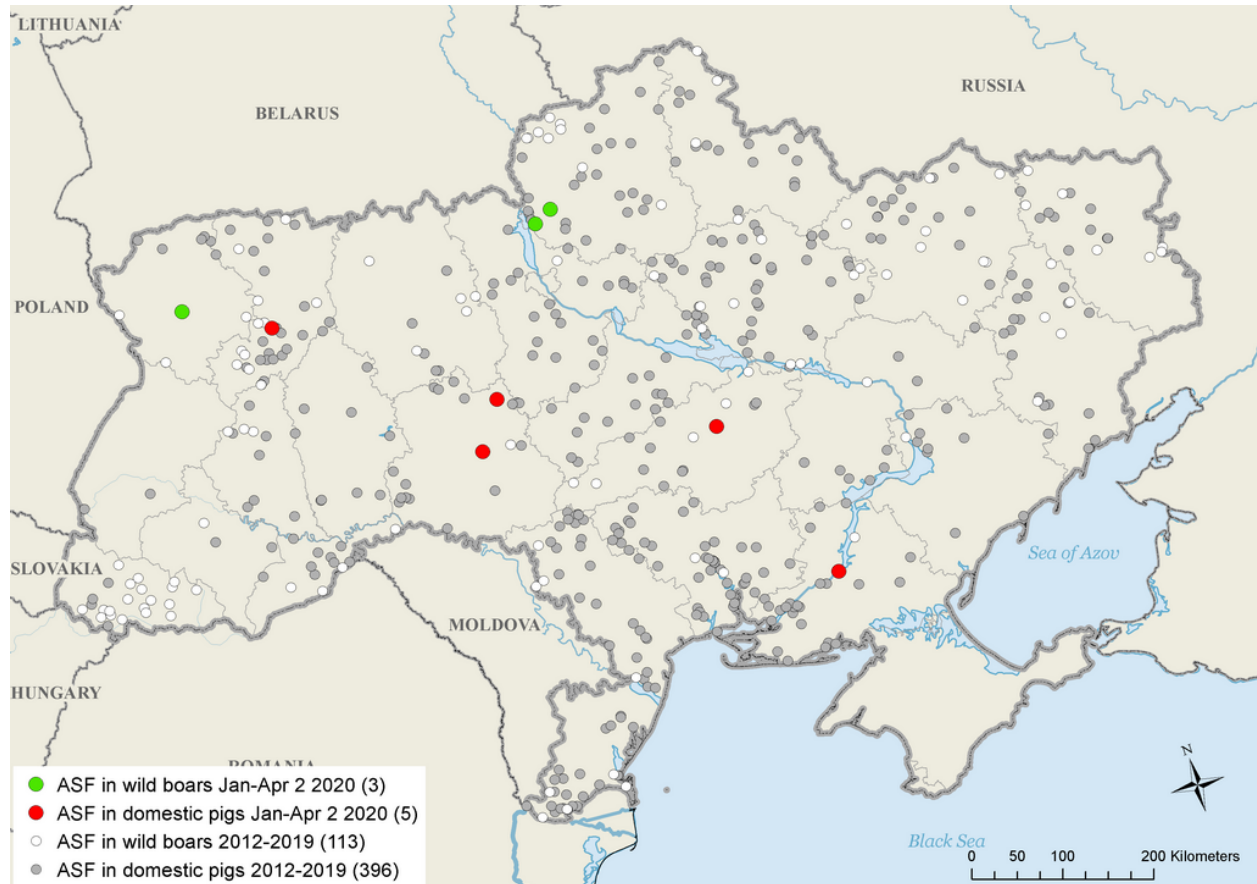 LITHUANIA
BELARUS
RUSSIA
POLAND
SLOVAKIA
Sea of Azov
MOLDOVA
HUNGARY
ROMANIA
N
ASF in wild boars Jan-Apr 2 2020 (3)
ASF in domestic pigs Jan-Apr 2 2020 (5)
ASF in wild boars 2012-2019 (113)
ASF in domestic pigs 2012-2019 (396)
Black Sea
0 50 100 200 Kilometers